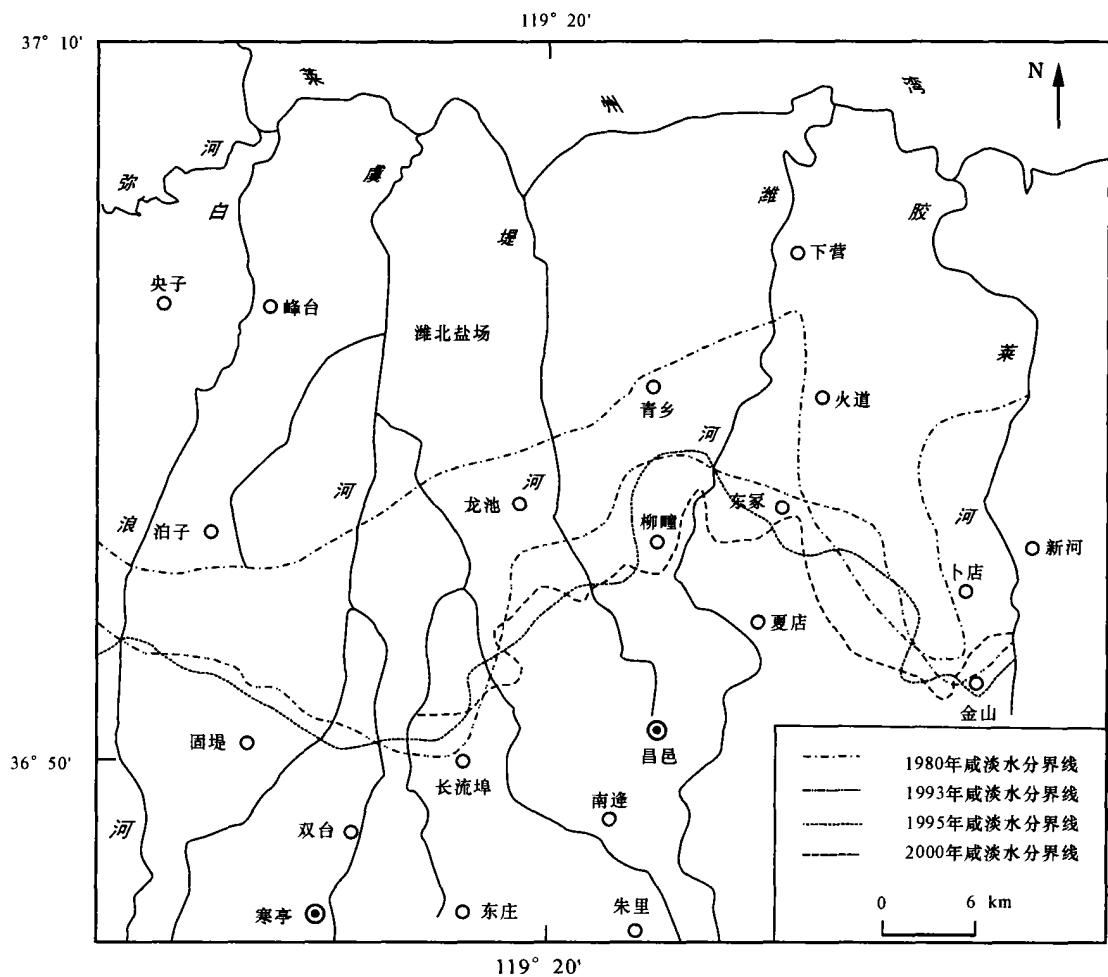 119° 20'
37° 10'
莱
州
湾
N
弥
河
白
虞
堤
潍
胶
下营
央子
峰台
潍北盐场
莱
青乡
火道
河
河
龙池
河
东冢
浪
泊子
柳疃
河
新河
卜店
夏店
金山
固堤
昌邑
36° 50'
长流埠
南逄
河
双台
寒亭
东庄
朱里
1980年咸淡水分界线
1993年咸淡水分界线
1995年咸淡水分界线
2000年咸淡水分界线
0 6 km
119° 20'